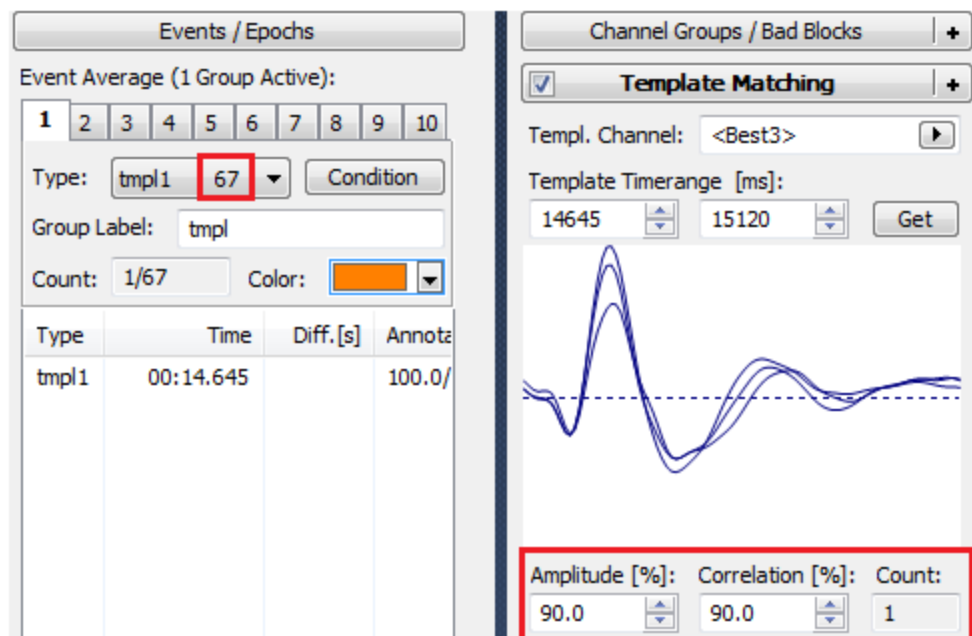 Events / Epochs
Event Average (1 Group Active):
1 2 3 4 5 6 7 8 9 10
Type: tmpl1 67 Condition
Group Label: tmpl
Count: 1/67 Color:
Type Time Diff.[s] Annota
tmpl1 00:14.645 100.0/
Channel Groups / Bad Blocks +
Template Matching +
Templ. Channel: <Best3>
Template Timerange [ms]:
14645 15120 Get
Amplitude [%]: Correlation [%]: Count:
90.0 90.0 1